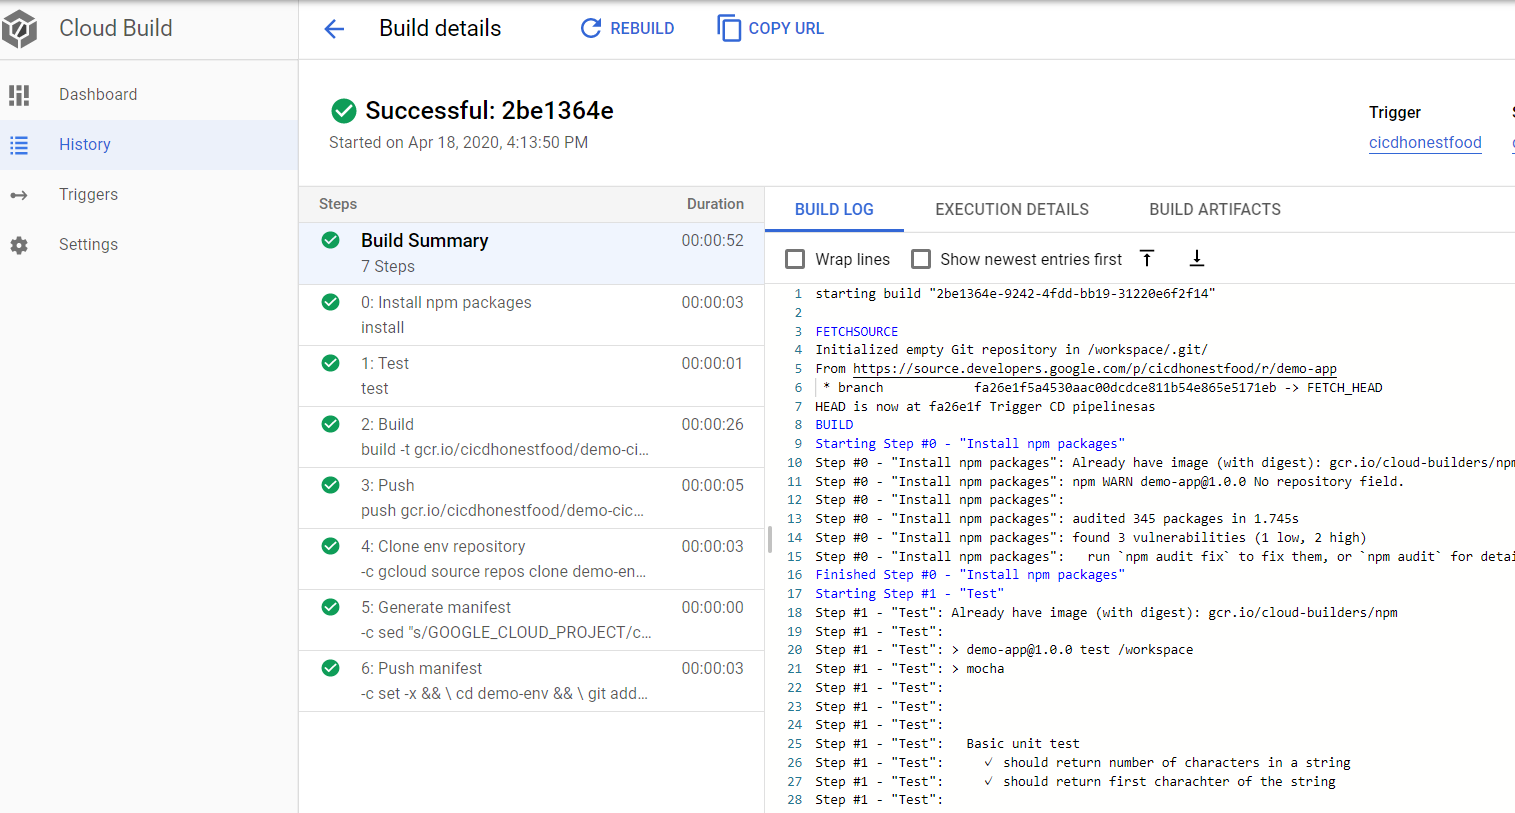 Cloud Build
Build details
REBUILD
COPY URL
Dashboard
History
Triggers
Settings
Successful: 2be1364e
Started on Apr 18, 2020, 4:13:50 PM
Trigger
cicdhonestfood
Steps Duration
Build Summary 00:00:52
7 Steps
0: Install npm packages 00:00:03
install
1: Test 00:00:01
test
2: Build 00:00:26
build -t gcr.io/cicdhonestfood/demo-ci...
3: Push 00:00:05
push gcr.io/cicdhonestfood/demo-cic...
4: Clone env repository 00:00:03
-c gcloud source repos clone demo-en...
5: Generate manifest 00:00:00
-c sed "s/GOOGLE_CLOUD_PROJECT/c...
6: Push manifest 00:00:03
-c set -x && \ cd demo-env && \ git add...
BUILD LOG EXECUTION DETAILS BUILD ARTIFACTS
Wrap lines Show newest entries first
1 starting build "2be1364e-9242-4fdd-bb19-31220e6f2f14"
2
3 FETCHSOURCE
4 Initialized empty Git repository in /workspace/.git/
5 From https://source.developers.google.com/p/cicdhonestfood/r/demo-app
6 * branch fa26e1f5a4530aac00dcdce811b54e865e5171eb -> FETCH_HEAD
7 HEAD is now at fa26e1f Trigger CD pipelinesas
8 BUILD
9 Starting Step #0 - "Install npm packages"
10 Step #0 - "Install npm packages": Already have image (with digest): gcr.io/cloud-builders/npm
11 Step #0 - "Install npm packages": npm WARN demo-app@1.0.0 No repository field.
12 Step #0 - "Install npm packages":
13 Step #0 - "Install npm packages": audited 345 packages in 1.745s
14 Step #0 - "Install npm packages": found 3 vulnerabilities (1 low, 2 high)
15 Step #0 - "Install npm packages": run `npm audit fix` to fix them, or `npm audit` for detai
16 Finished Step #0 - "Install npm packages"
17 Starting Step #1 - "Test"
18 Step #1 - "Test": Already have image (with digest): gcr.io/cloud-builders/npm
19 Step #1 - "Test":
20 Step #1 - "Test": > demo-app@1.0.0 test /workspace
21 Step #1 - "Test": > mocha
22 Step #1 - "Test":
23 Step #1 - "Test":
24 Step #1 - "Test":
25 Step #1 - "Test": Basic unit test
26 Step #1 - "Test": ✓ should return number of characters in a string
27 Step #1 - "Test": ✓ should return first charachter of the string
28 Step #1 - "Test":